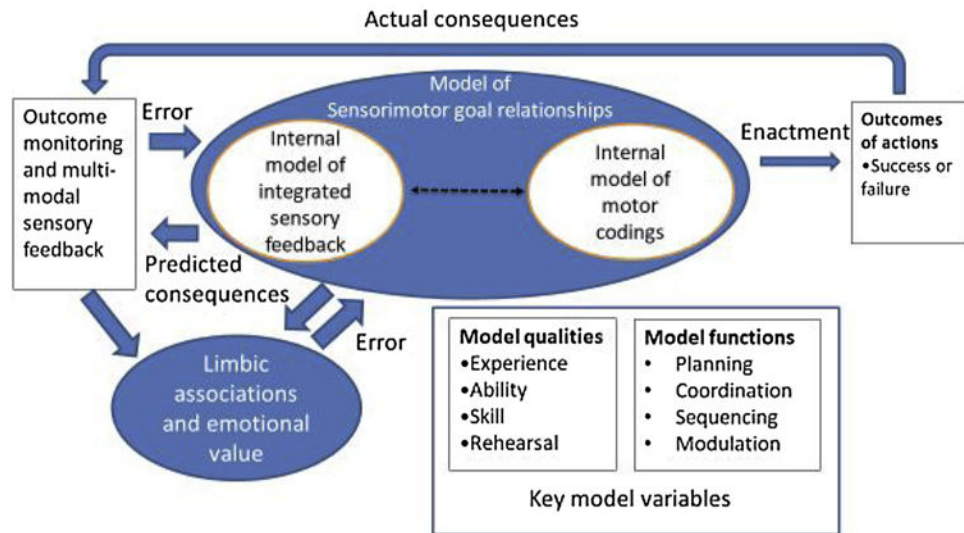 Actual consequences
Outcome
monitoring
and multi-
modal
sensory
feedback
Error
Model of
Sensorimotor goal relationships
Internal
model of
integrated
sensory
feedback
Internal
model of
motor
codings
Enactment
Outcomes
of actions
•Success or
failure
Predicted
consequences
Error
Limbic
associations
and emotional
value
Model qualities
•Experience
•Ability
•Skill
•Rehearsal
Model functions
• Planning
• Coordination
• Sequencing
• Modulation
Key model variables